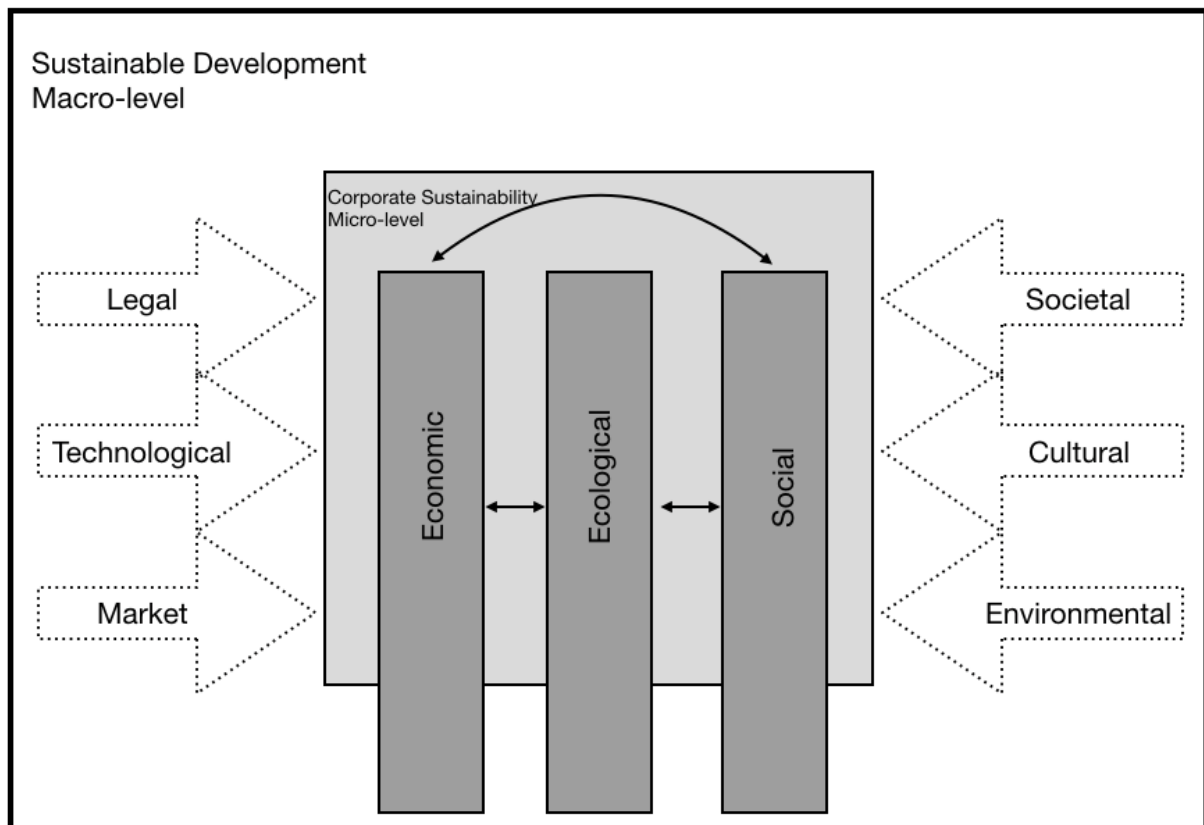 Sustainable Development
Macro-level
Corporate Sustainability
Micro-level
Legal
Technological
Market
Economic
Ecological
Social
Societal
Cultural
Environmental